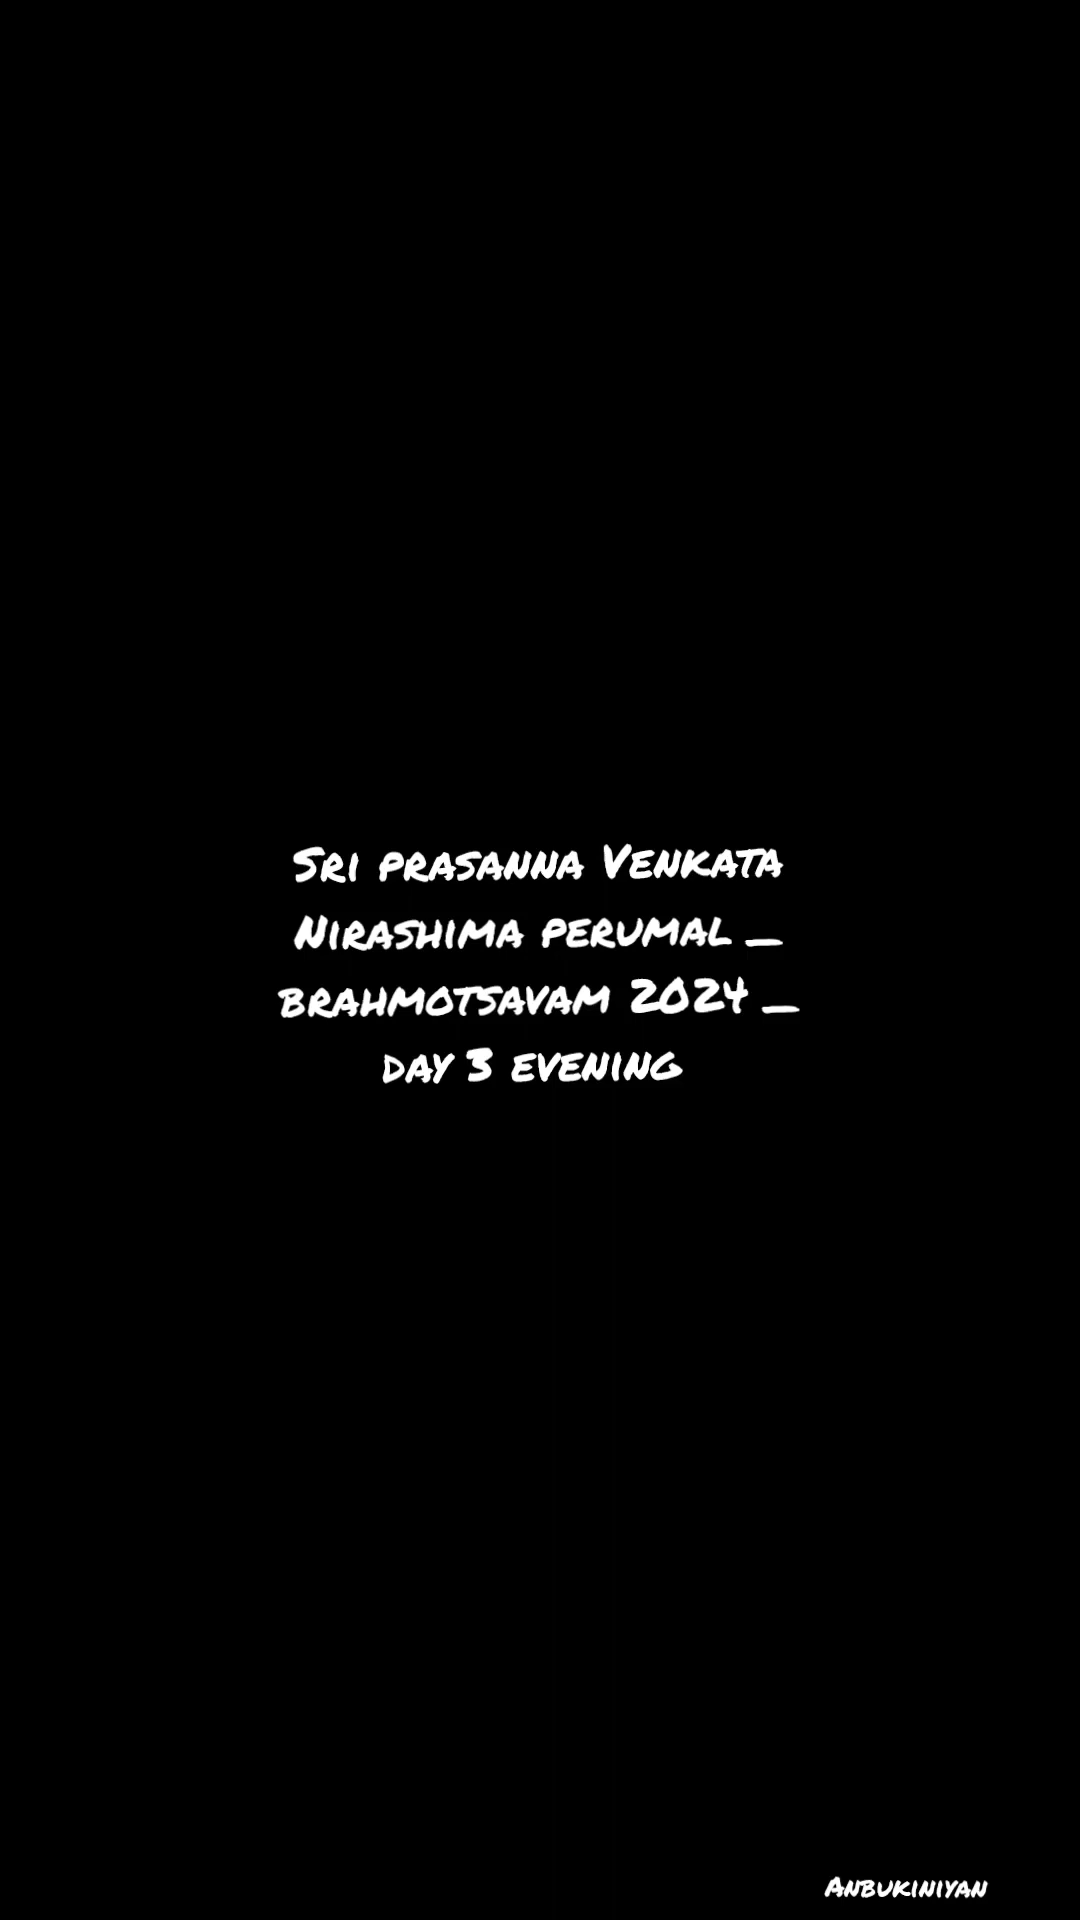 Sri prasanna Venkata
Nirashima perumal _
brahmotsavam 2024 _
day 3 evening
Anbukiniyan